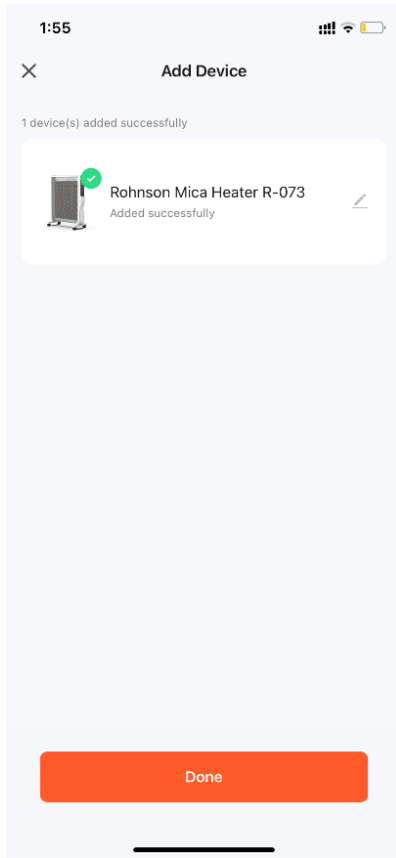 1:55
Add Device
1 device(s) added successfully
Rohnson Mica Heater R-073
Added successfully
Done